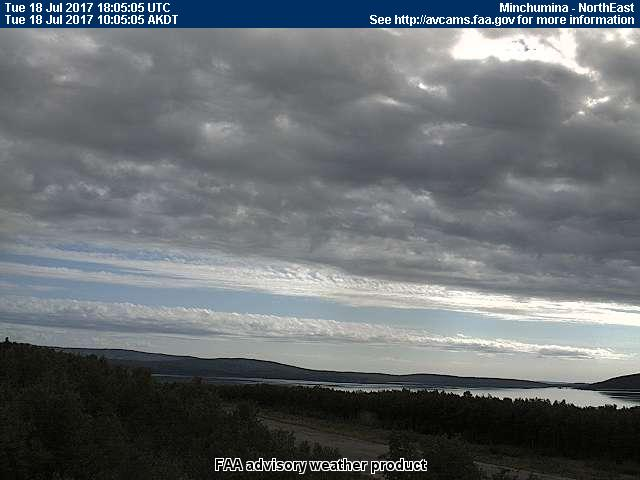 Tue 18 Jul 2017 18:05:05 UTC Minchumina - NorthEast
Tue 18 Jul 2017 10:05:05 AKDT See http://avcams.faa.gov for more information
FAA advisory weather product